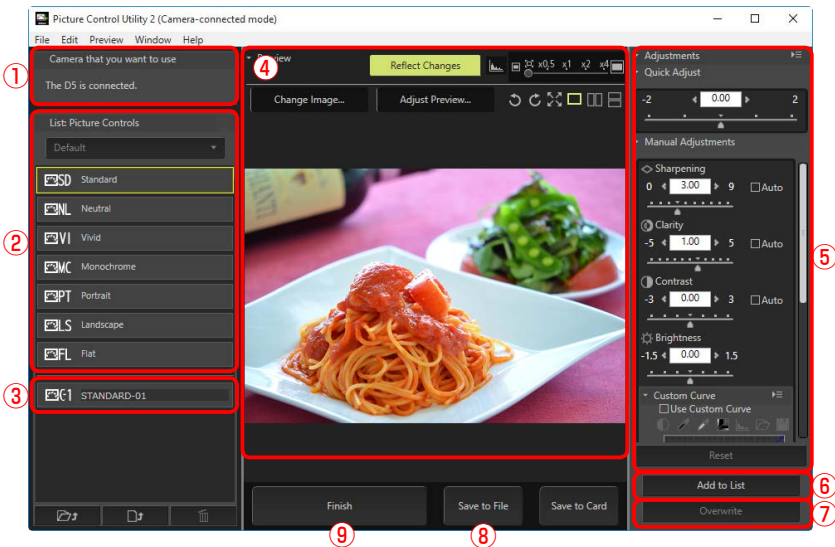 Picture Control Utility 2 (Camera-connected mode)
File Edit Preview Window Help
① Camera that you want to use
The D5 is connected.
② List: Picture Controls
Default
SD Standard
NL Neutral
VI Vivid
MC Monochrome
PT Portrait
LS Landscape
FL Flat
③ C-1 STANDARD-01
④ Reflect Changes x0,5 x1 x2 x4
Change Image... Adjust Preview...
CHIANTI
⑤ Adjustments
Quick Adjust
-2 0.00 2
Manual Adjustments
Sharpening
0 3.00 9 Auto
Clarity
-5 1.00 5 Auto
Contrast
-3 0.00 3 Auto
Brightness
-1.5 0.00 1.5
Custom Curve
Use Custom Curve
Reset
Add to List ⑥
Overwrite ⑦
Finish Save to File Save to Card
⑨ ⑧